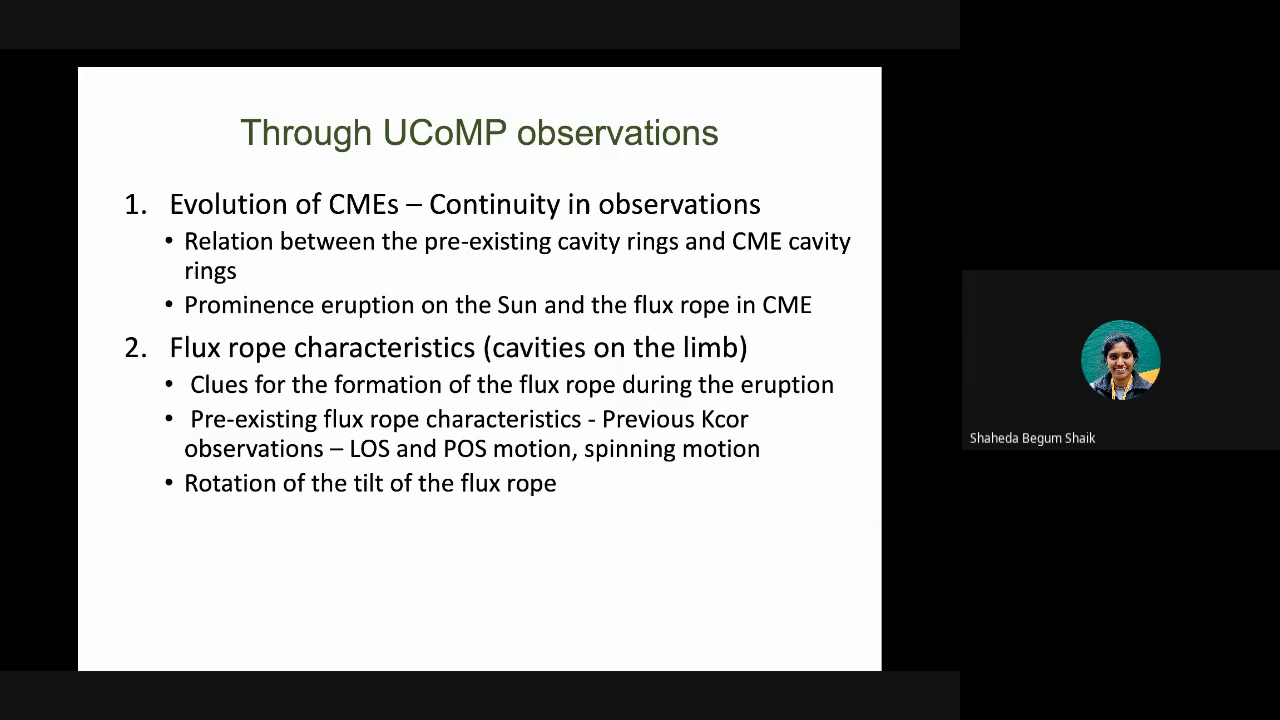 Through UCoMP observations
1. Evolution of CMEs – Continuity in observations
• Relation between the pre-existing cavity rings and CME cavity
rings
• Prominence eruption on the Sun and the flux rope in CME
2. Flux rope characteristics (cavities on the limb)
• Clues for the formation of the flux rope during the eruption
• Pre-existing flux rope characteristics - Previous Kcor
observations – LOS and POS motion, spinning motion
• Rotation of the tilt of the flux rope
Shaheda Begum Shaik